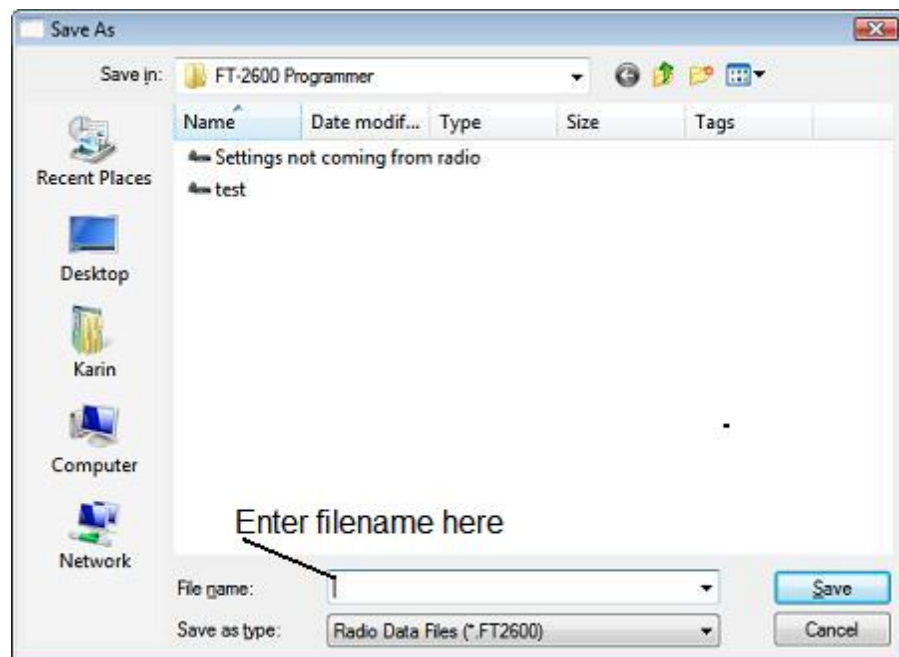 Save As
Save in: FT-2600 Programmer
Name Date modif... Type Size Tags
Settings not coming from radio
test
Recent Places
Desktop
Karin
Computer
Network
Enter filename here
File name: Save
Save as type: Radio Data Files (*.FT2600) Cancel